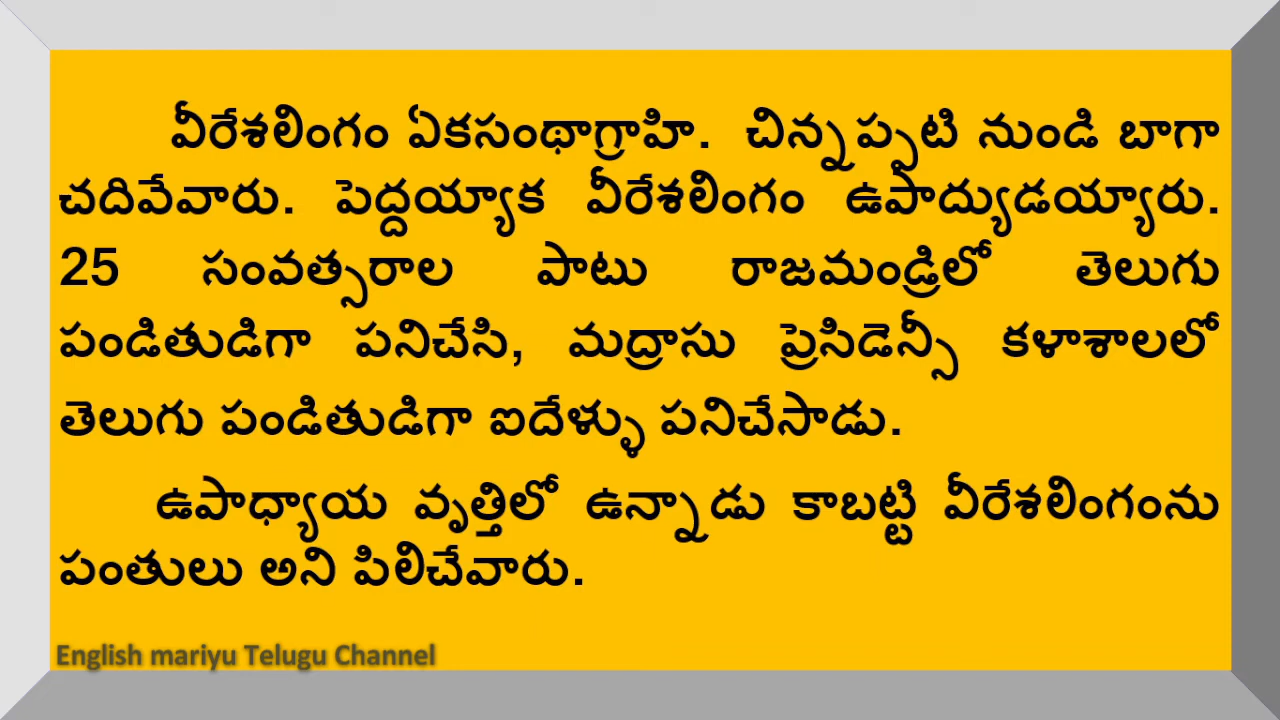 వీరేశలింగం ఏకసంథాగ్రాహి. చిన్నప్పటి నుండి బాగా
చదివేవారు. పెద్దయ్యాక వీరేశలింగం ఉపాద్యుడయ్యారు.
25 సంవత్సరాల పాటు రాజమండ్రిలో తెలుగు
పండితుడిగా పనిచేసి, మద్రాసు ప్రెసిడెన్సీ కళాశాలలో
తెలుగు పండితుడిగా ఐదేళ్ళు పనిచేసాడు.
ఉపాధ్యాయ వృత్తిలో ఉన్నాడు కాబట్టి వీరేశలింగంను
పంతులు అని పిలిచేవారు.
English mariyu Telugu Channel